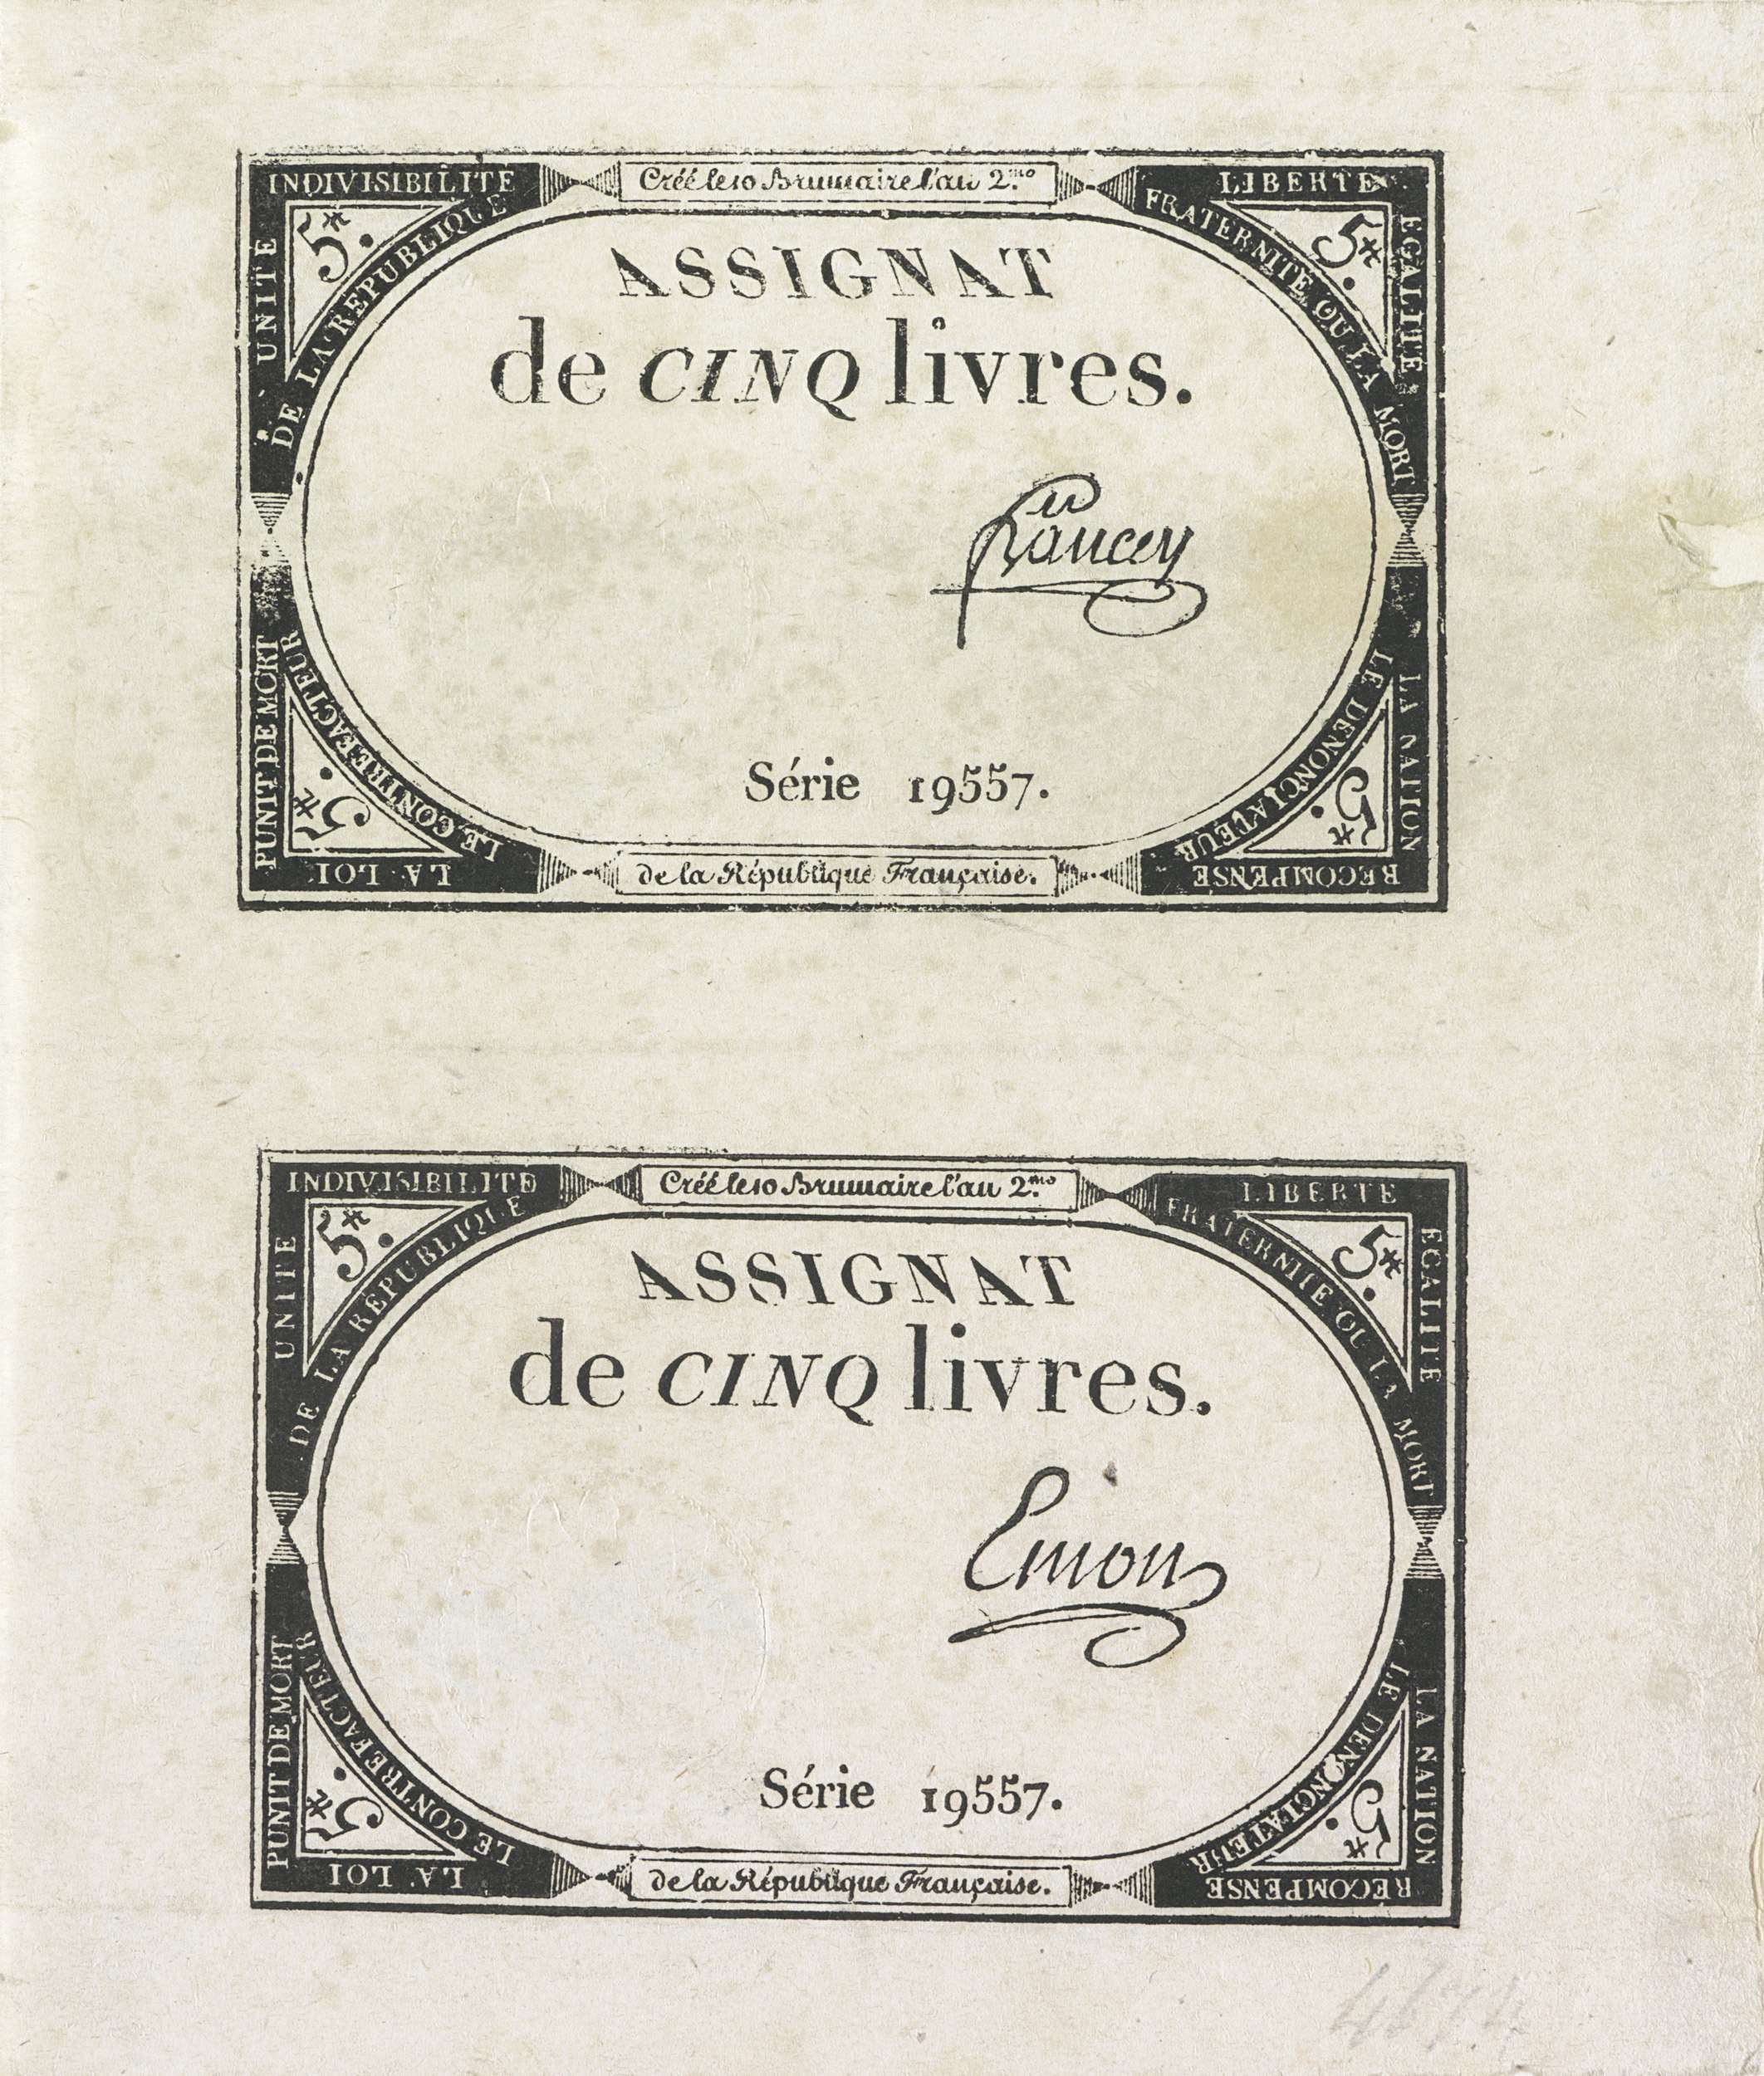 INDIVISIBILITE
UNITE
DE LA REPUBLIQUE
5₶.
Créé le 10 Brumaire l'an 2.me
LIBERTE
EGALITE
FRATERNITE OU LA MORT
5₶.
ASSIGNAT
de CINQ livres.
Série 19557.
PUNIT DE MORT
LE CONTREFACTEUR
LA LOI
5₶.
de la République Française.
LA NATION
RECOMPENSE
LE DENONCIATEUR
5₶.
INDIVISIBILITE
UNITE
DE LA REPUBLIQUE
5₶.
Créé le 10 Brumaire l'an 2.me
LIBERTE
EGALITE
FRATERNITE OU LA MORT
5₶.
ASSIGNAT
de CINQ livres.
Emon
Série 19557.
PUNIT DE MORT
LE CONTREFACTEUR
LA LOI
5₶.
de la République Française.
LA NATION
RECOMPENSE
LE DENONCIATEUR
5₶.